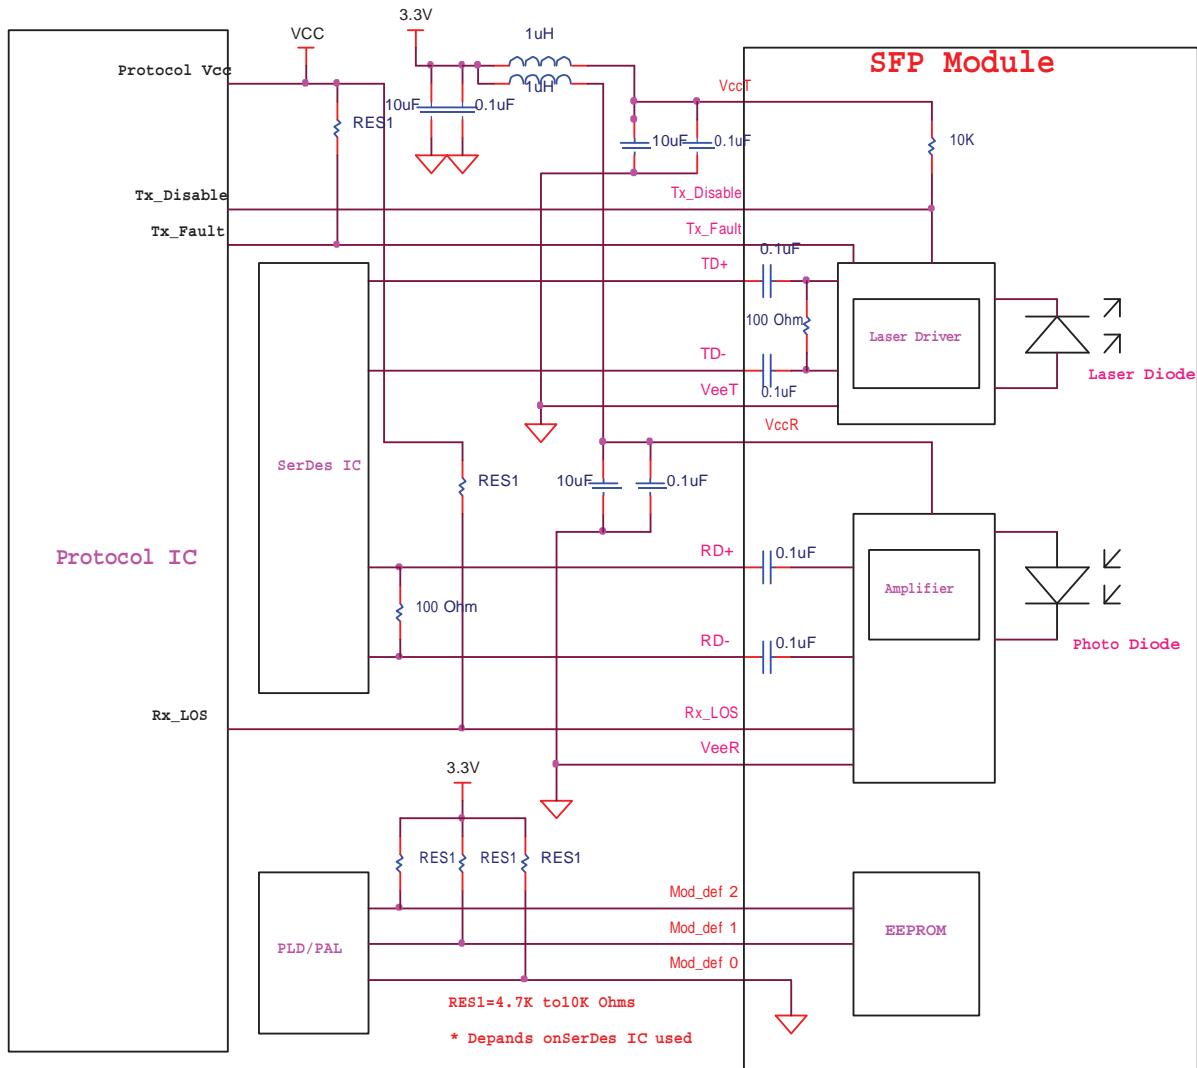 3.3V
VCC
1uH
SFP Module
Protocol Vcc
1uH
VccT
10uF
0.1uF
RES1
10uF
0.1uF
10K
Tx_Disable
Tx_Disable
Tx_Fault
Tx_Fault
0.1uF
TD+
100 Ohm
Laser Driver
TD-
Laser Diode
VeeT
0.1uF
VccR
SerDes IC
RES1
10uF
0.1uF
Protocol IC
RD+
0.1uF
Amplifier
100 Ohm
RD-
0.1uF
Photo Diode
Rx_LOS
Rx_LOS
VeeR
3.3V
RES1
RES1
RES1
Mod_def 2
Mod_def 1
EEPROM
PLD/PAL
Mod_def 0
RES1=4.7K to10K Ohms
* Depands onSerDes IC used